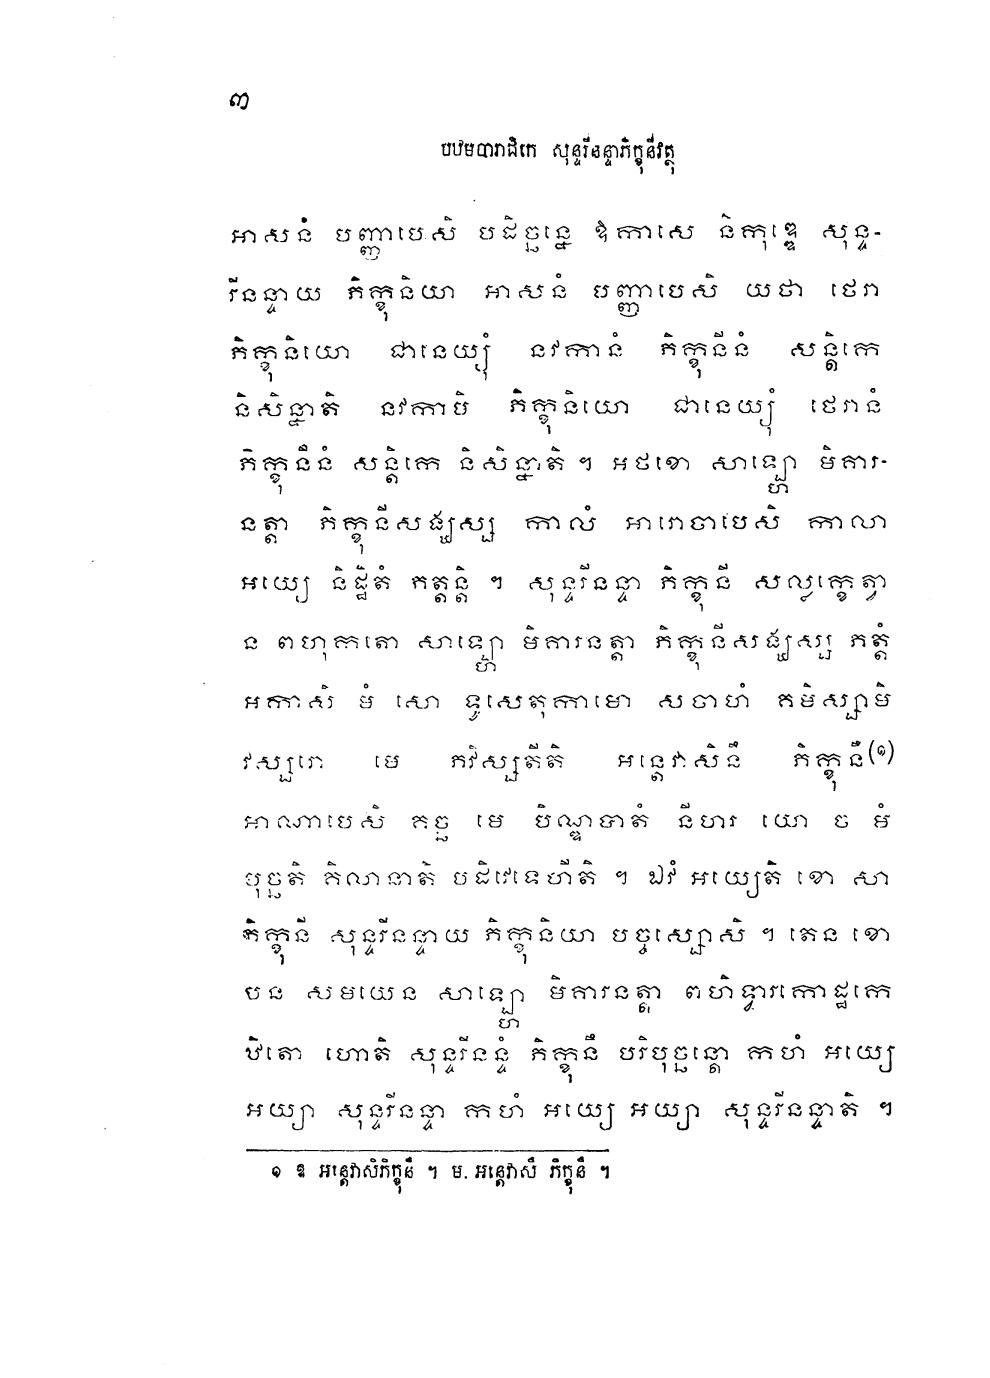 ៣
បឋមបារាជិកេ សុន្ទរីនន្ទាភិក្ខុនីវត្ថុ
អាសនំ បញ្ញាបេសិ បដិច្ឆន្នេ ឱកាសេ និកុឌ្ឌេ សុន្ទ-
រីនន្ទាយ ភិក្ខុនិយា អាសនំ បញ្ញាបេសិ យថា ថេរា
ភិក្ខុនិយោ ជានេយ្យុំ នវកានំ ភិក្ខុនីនំ សន្តិកេ
និសិន្នាតិ នវកាបិ ភិក្ខុនិយោ ជានេយ្យុំ ថេរានំ
ភិក្ខុនីនំ សន្តិកេ និសិន្នាតិ ។ អថខោ សាឡ្ហោ មិគារ-
នត្តា ភិក្ខុនីសង្ឃស្ស កាលំ អារោចាបេសិ កាលោ
អយ្យេ និដ្ឋិតំ ភត្តន្តិ ។ សុន្ទរីនន្ទា ភិក្ខុនី សល្លក្ខេត្វា
ន ពហុកតោ សាឡ្ហោ មិគារនត្តា ភិក្ខុនីសង្ឃស្ស ភត្តំ
អកាសិ មំ សោ ទូសេតុកាមោ សចាហំ គមិស្សាមិ
វិស្សរោ មេ ភវិស្សតីតិ អន្តេវាសិនឹ ភិក្ខុនឹ(១)
អាណាបេសិ គច្ឆ មេ បិណ្ឌបាតំ នីហរ យោ ច មំ
បុច្ឆតិ គិលានាតិ បដិវេទេហីតិ ។ ឯវំ អយ្យេតិ ខោ សា
ភិក្ខុនី សុន្ទរីនន្ទាយ ភិក្ខុនិយា បច្ចស្សោសិ ។ តេន ខោ
បន សមយេន សាឡ្ហោ មិគារនត្តា ពហិទ្វារកោដ្ឋកេ
ឋិតោ ហោតិ សុន្ទរីនន្ទំ ភិក្ខុនឹ បរិបុច្ឆន្តោ កហំ អយ្យេ
អយ្យា សុន្ទរីនន្ទា កហំ អយ្យេ អយ្យា សុន្ទរីនន្ទាតិ ។
១ ឱ អន្តេវាសិភិក្ខុនឹ ។ ម. អន្តេវាសឹ ភិក្ខុនឹ ។